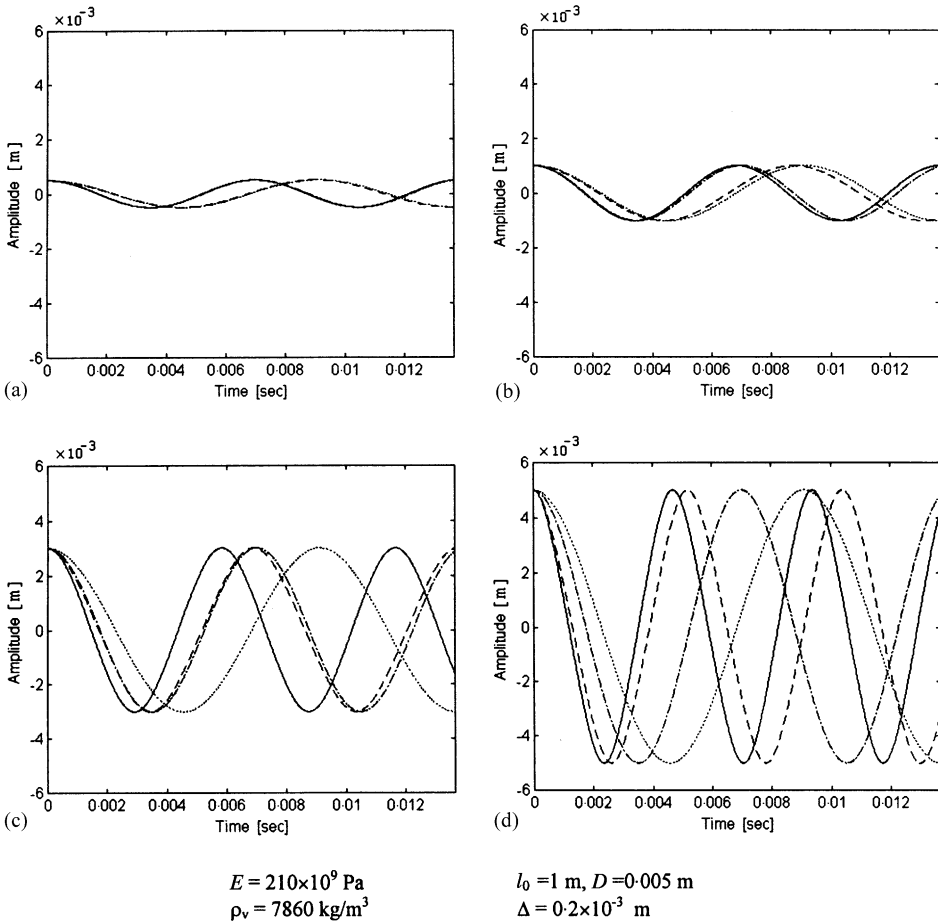 ×10⁻³
6
4
2
0
-2
-4
-6
Amplitude [m]
0 0·002 0·004 0·006 0·008 0·01 0·012
Time [sec]
(a)
×10⁻³
6
4
2
0
-2
-4
-6
Amplitude [m]
0 0·002 0·004 0·006 0·008 0·01 0·012
Time [sec]
(b)
×10⁻³
6
4
2
0
-2
-4
-6
Amplitude [m]
0 0·002 0·004 0·006 0·008 0·01 0·012
Time [sec]
(c)
×10⁻³
6
4
2
0
-2
-4
-6
Amplitude [m]
0 0·002 0·004 0·006 0·008 0·01 0·012
Time [sec]
(d)
E = 210×10⁹ Pa
ρᵥ = 7860 kg/m³
l₀ =1 m, D =0·005 m
Δ = 0·2×10⁻³ m